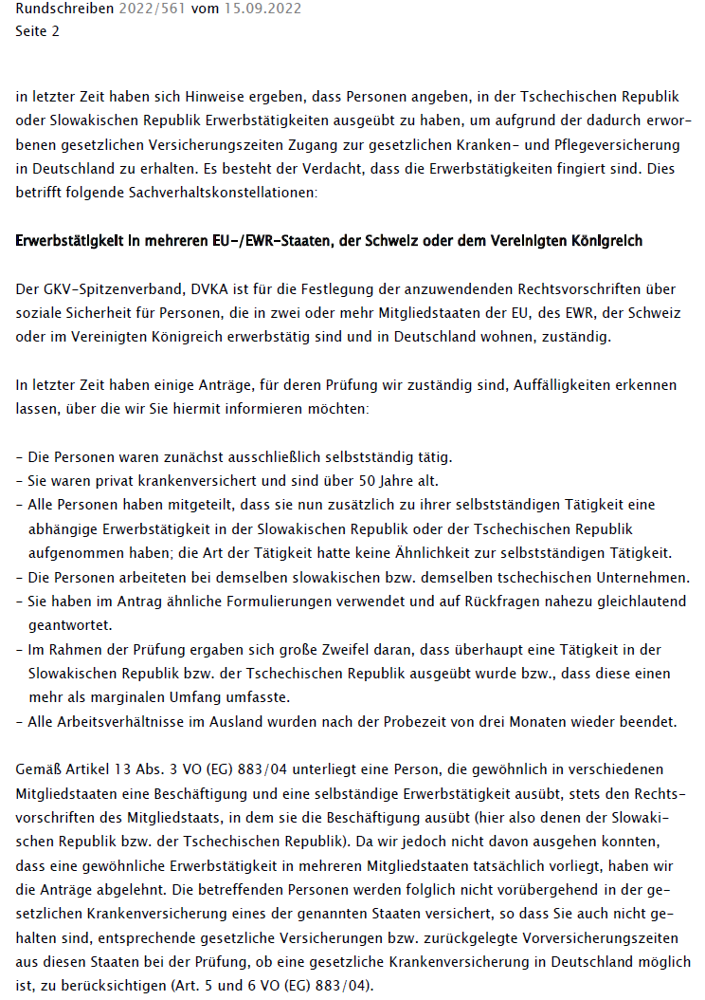 Rundschreiben 2022/561 vom 15.09.2022
Seite 2
in letzter Zeit haben sich Hinweise ergeben, dass Personen angeben, in der Tschechischen Republik
oder Slowakischen Republik Erwerbstätigkeiten ausgeübt zu haben, um aufgrund der dadurch erwor-
benen gesetzlichen Versicherungszeiten Zugang zur gesetzlichen Kranken- und Pflegeversicherung
in Deutschland zu erhalten. Es besteht der Verdacht, dass die Erwerbstätigkeiten fingiert sind. Dies
betrifft folgende Sachverhaltskonstellationen:
Erwerbstätigkeit in mehreren EU-/EWR-Staaten, der Schweiz oder dem Vereinigten Königreich
Der GKV-Spitzenverband, DVKA ist für die Festlegung der anzuwendenden Rechtsvorschriften über
soziale Sicherheit für Personen, die in zwei oder mehr Mitgliedstaaten der EU, des EWR, der Schweiz
oder im Vereinigten Königreich erwerbstätig sind und in Deutschland wohnen, zuständig.
In letzter Zeit haben einige Anträge, für deren Prüfung wir zuständig sind, Auffälligkeiten erkennen
lassen, über die wir Sie hiermit informieren möchten:
- Die Personen waren zunächst ausschließlich selbstständig tätig.
- Sie waren privat krankenversichert und sind über 50 Jahre alt.
- Alle Personen haben mitgeteilt, dass sie nun zusätzlich zu ihrer selbstständigen Tätigkeit eine
abhängige Erwerbstätigkeit in der Slowakischen Republik oder der Tschechischen Republik
aufgenommen haben; die Art der Tätigkeit hatte keine Ähnlichkeit zur selbstständigen Tätigkeit.
- Die Personen arbeiteten bei demselben slowakischen bzw. demselben tschechischen Unternehmen.
- Sie haben im Antrag ähnliche Formulierungen verwendet und auf Rückfragen nahezu gleichlautend
geantwortet.
- Im Rahmen der Prüfung ergaben sich große Zweifel daran, dass überhaupt eine Tätigkeit in der
Slowakischen Republik bzw. der Tschechischen Republik ausgeübt wurde bzw., dass diese einen
mehr als marginalen Umfang umfasste.
- Alle Arbeitsverhältnisse im Ausland wurden nach der Probezeit von drei Monaten wieder beendet.
Gemäß Artikel 13 Abs. 3 VO (EG) 883/04 unterliegt eine Person, die gewöhnlich in verschiedenen
Mitgliedstaaten eine Beschäftigung und eine selbständige Erwerbstätigkeit ausübt, stets den Rechts-
vorschriften des Mitgliedstaats, in dem sie die Beschäftigung ausübt (hier also denen der Slowaki-
schen Republik bzw. der Tschechischen Republik). Da wir jedoch nicht davon ausgehen konnten,
dass eine gewöhnliche Erwerbstätigkeit in mehreren Mitgliedstaaten tatsächlich vorliegt, haben wir
die Anträge abgelehnt. Die betreffenden Personen werden folglich nicht vorübergehend in der ge-
setzlichen Krankenversicherung eines der genannten Staaten versichert, so dass Sie auch nicht ge-
halten sind, entsprechende gesetzliche Versicherungen bzw. zurückgelegte Vorversicherungszeiten
aus diesen Staaten bei der Prüfung, ob eine gesetzliche Krankenversicherung in Deutschland möglich
ist, zu berücksichtigen (Art. 5 und 6 VO (EG) 883/04).